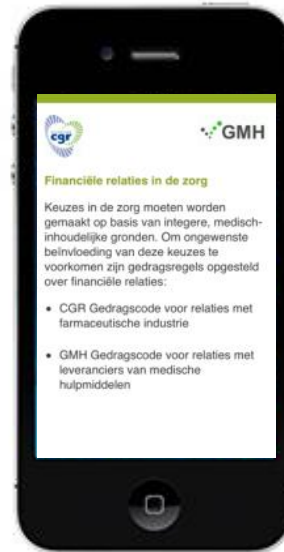 cgr
GMH
Financiële relaties in de zorg
Keuzes in de zorg moeten worden
gemaakt op basis van integere, medisch-
inhoudelijke gronden. Om ongewenste
beïnvloeding van deze keuzes te
voorkomen zijn gedragsregels opgesteld
over financiële relaties:
• CGR Gedragscode voor relaties met
farmaceutische industrie
• GMH Gedragscode voor relaties met
leveranciers van medische
hulpmiddelen